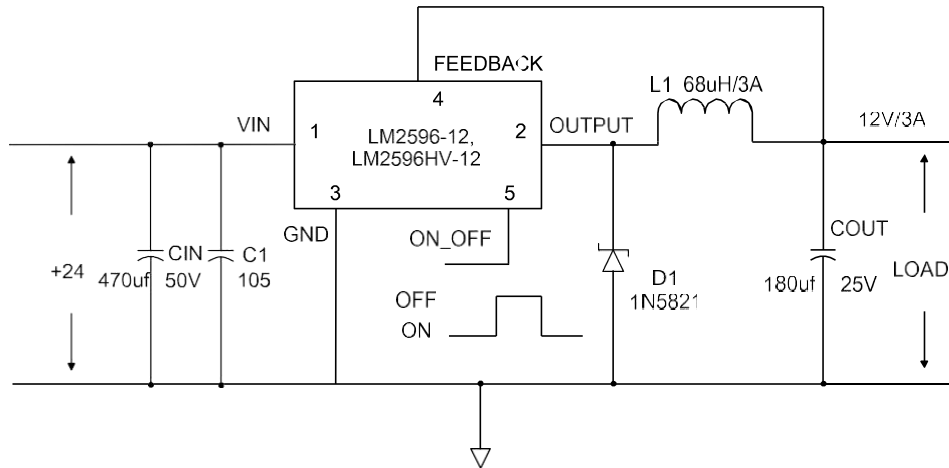 FEEDBACK
4
L1 68uH/3A
VIN
1
LM2596-12,
LM2596HV-12
2
OUTPUT
12V/3A
3
5
GND
ON_OFF
COUT
+24
CIN
470uf 50V
C1
105
D1
1N5821
180uf 25V
LOAD
OFF
ON